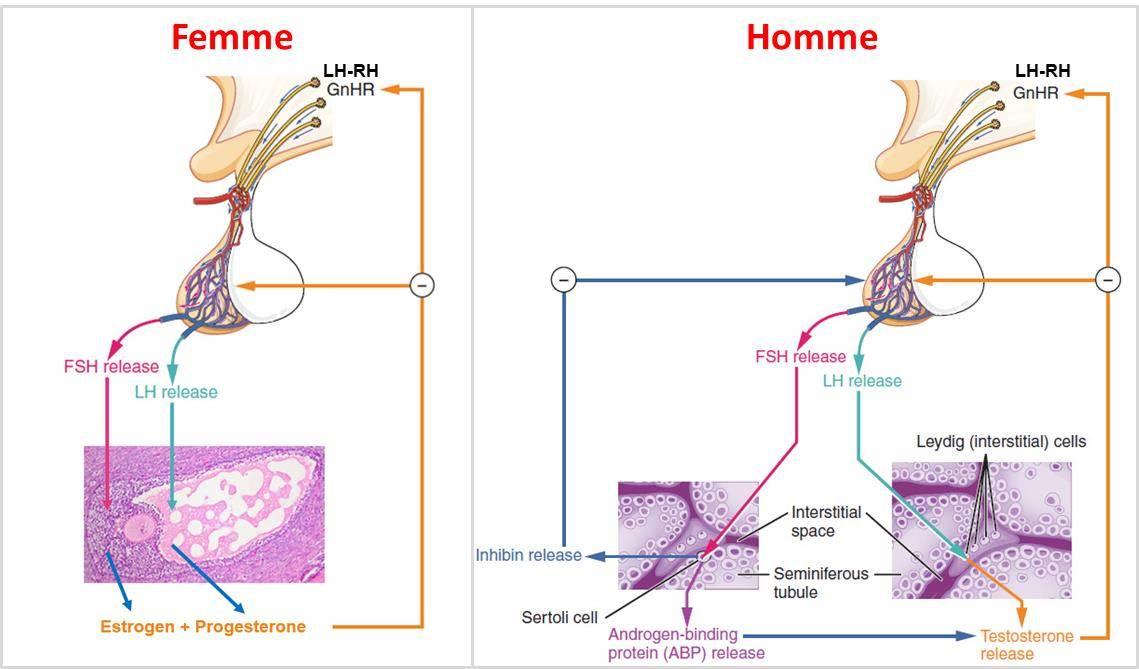 Femme
LH-RH
GnHR
−
FSH release
LH release
Estrogen + Progesterone
Homme
LH-RH
GnHR
−
−
FSH release
LH release
Leydig (interstitial) cells
Interstitial
space
Inhibin release
Seminiferous
tubule
Sertoli cell
Androgen-binding
protein (ABP) release
Testosterone
release